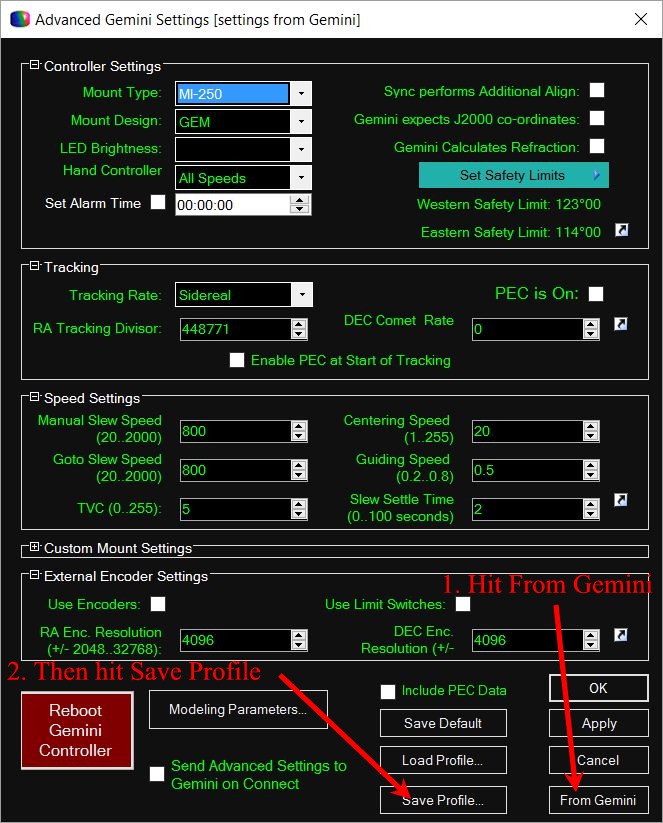 Advanced Gemini Settings [settings from Gemini]
Controller Settings
Mount Type: MI-250
Sync performs Additional Align:
Mount Design: GEM
Gemini expects J2000 co-ordinates:
LED Brightness:
Gemini Calculates Refraction:
Hand Controller All Speeds
Set Safety Limits
Set Alarm Time 00:00:00
Western Safety Limit: 123°00
Eastern Safety Limit: 114°00
Tracking
Tracking Rate: Sidereal
PEC is On:
RA Tracking Divisor: 448771
DEC Comet Rate 0
Enable PEC at Start of Tracking
Speed Settings
Manual Slew Speed
(20..2000) 800
Centering Speed
(1..255) 20
Goto Slew Speed
(20..2000) 800
Guiding Speed
(0.2..0.8) 0.5
TVC (0..255): 5
Slew Settle Time
(0..100 seconds) 2
Custom Mount Settings
External Encoder Settings
1. Hit From Gemini
Use Encoders:
Use Limit Switches:
RA Enc. Resolution
(+/- 2048..32768): 4096
DEC Enc.
Resolution (+/- 4096
2. Then hit Save Profile
Reboot
Gemini
Controller
Modeling Parameters...
Include PEC Data
OK
Save Default
Apply
Send Advanced Settings to
Gemini on Connect
Load Profile...
Cancel
Save Profile...
From Gemini